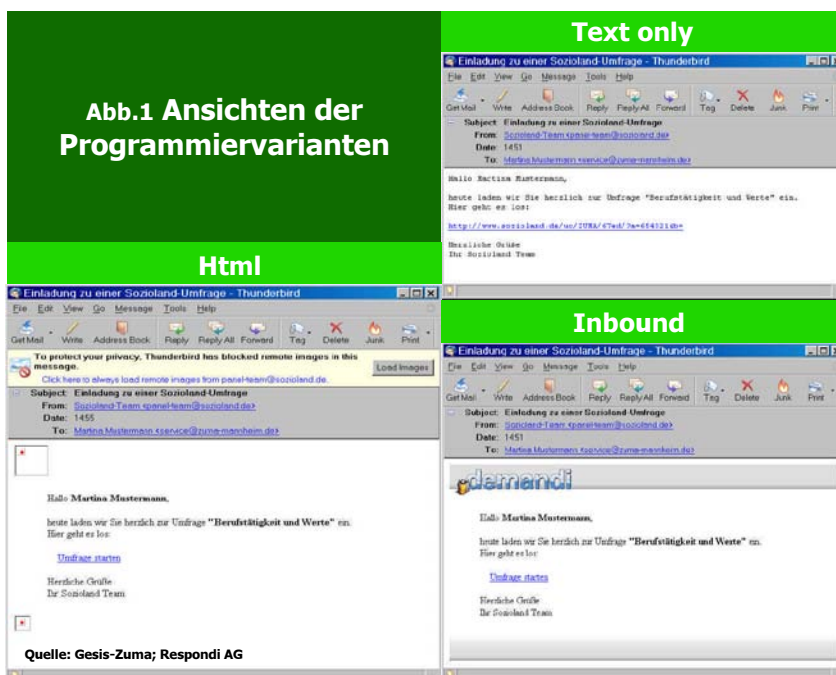 Abb.1 Ansichten der
Programmiervarianten
Text only
Einladung zu einer Sozioland-Umfrage - Thunderbird
File Edit View Go Message Tools Help
Get Mail Write Address Book Reply Reply All Forward Tag Delete Junk Print
Subject: Einladung zu einer Sozioland-Umfrage
From: Sozioland-Team <panel-team@sozioland.de>
Date: 1451
To: Martina Mustermann <service@zuma-mannheim.de>
Hallo Martina Mustermann,
heute laden wir Sie herzlich zur Umfrage "Berufstätigkeit und Werte" ein.
Hier geht es los:
Herzliche Grüße
Ihr Sozioland Team
Html
Einladung zu einer Sozioland-Umfrage - Thunderbird
File Edit View Go Message Tools Help
Get Mail Write Address Book Reply Reply All Forward Tag Delete Junk Print
To protect your privacy, Thunderbird has blocked remote images in this
message.
Load Images
Click here to always load remote images from panel-team@sozioland.de.
Subject: Einladung zu einer Sozioland-Umfrage
From: Sozioland-Team <panel-team@sozioland.de>
Date: 1455
To: Martina Mustermann <service@zuma-mannheim.de>
Hallo Martina Mustermann,
heute laden wir Sie herzlich zur Umfrage "Berufstätigkeit und Werte" ein.
Hier geht es los:
Umfrage starten
Herzliche Grüße
Ihr Sozioland Team
Quelle: Gesis-Zuma; Respondi AG
Inbound
Einladung zu einer Sozioland-Umfrage - Thunderbird
File Edit View Go Message Tools Help
Get Mail Write Address Book Reply Reply All Forward Tag Delete Junk Print
Subject: Einladung zu einer Sozioland-Umfrage
From: Sozioland-Team <panel-team@sozioland.de>
Date: 1451
To: Martina Mustermann <service@zuma-mannheim.de>
demandi
Hallo Martina Mustermann,
heute laden wir Sie herzlich zur Umfrage "Berufstätigkeit und Werte" ein.
Hier geht es los:
Umfrage starten
Herzliche Grüße
Ihr Sozioland Team